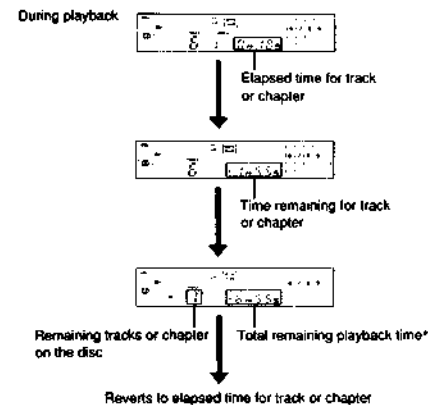 During playback
Elapsed time for track
or chapter
Time remaining for track
or chapter
Remaining tracks or chapter
on the disc
Total remaining playback time*
Reverts to elapsed time for track or chapter